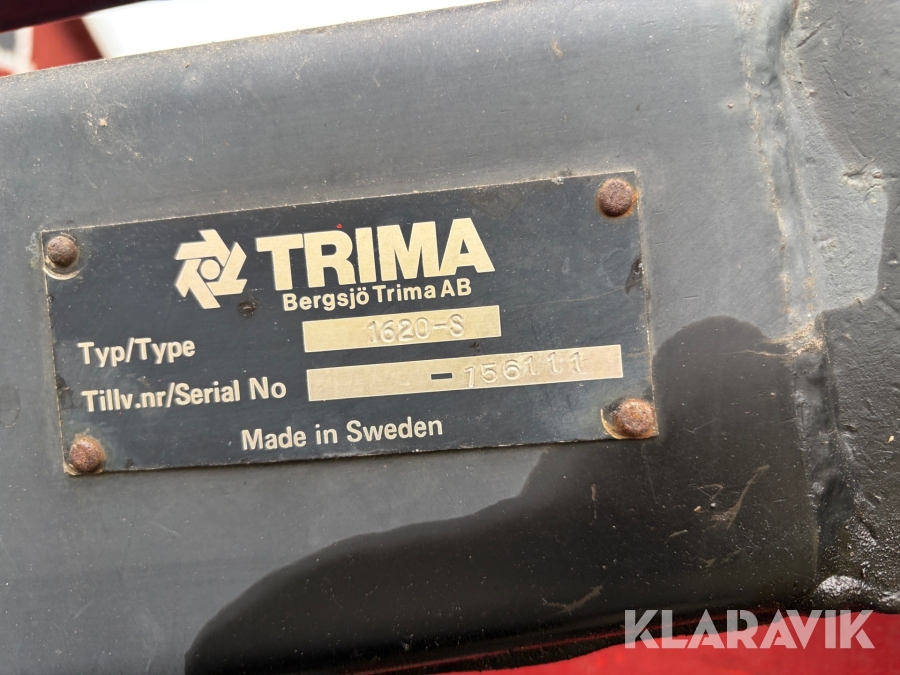 TRIMA
Bergsjö Trima AB
Typ/Type 1620-S
Tillv.nr/Serial No -156111
Made in Sweden
KLARAVIK